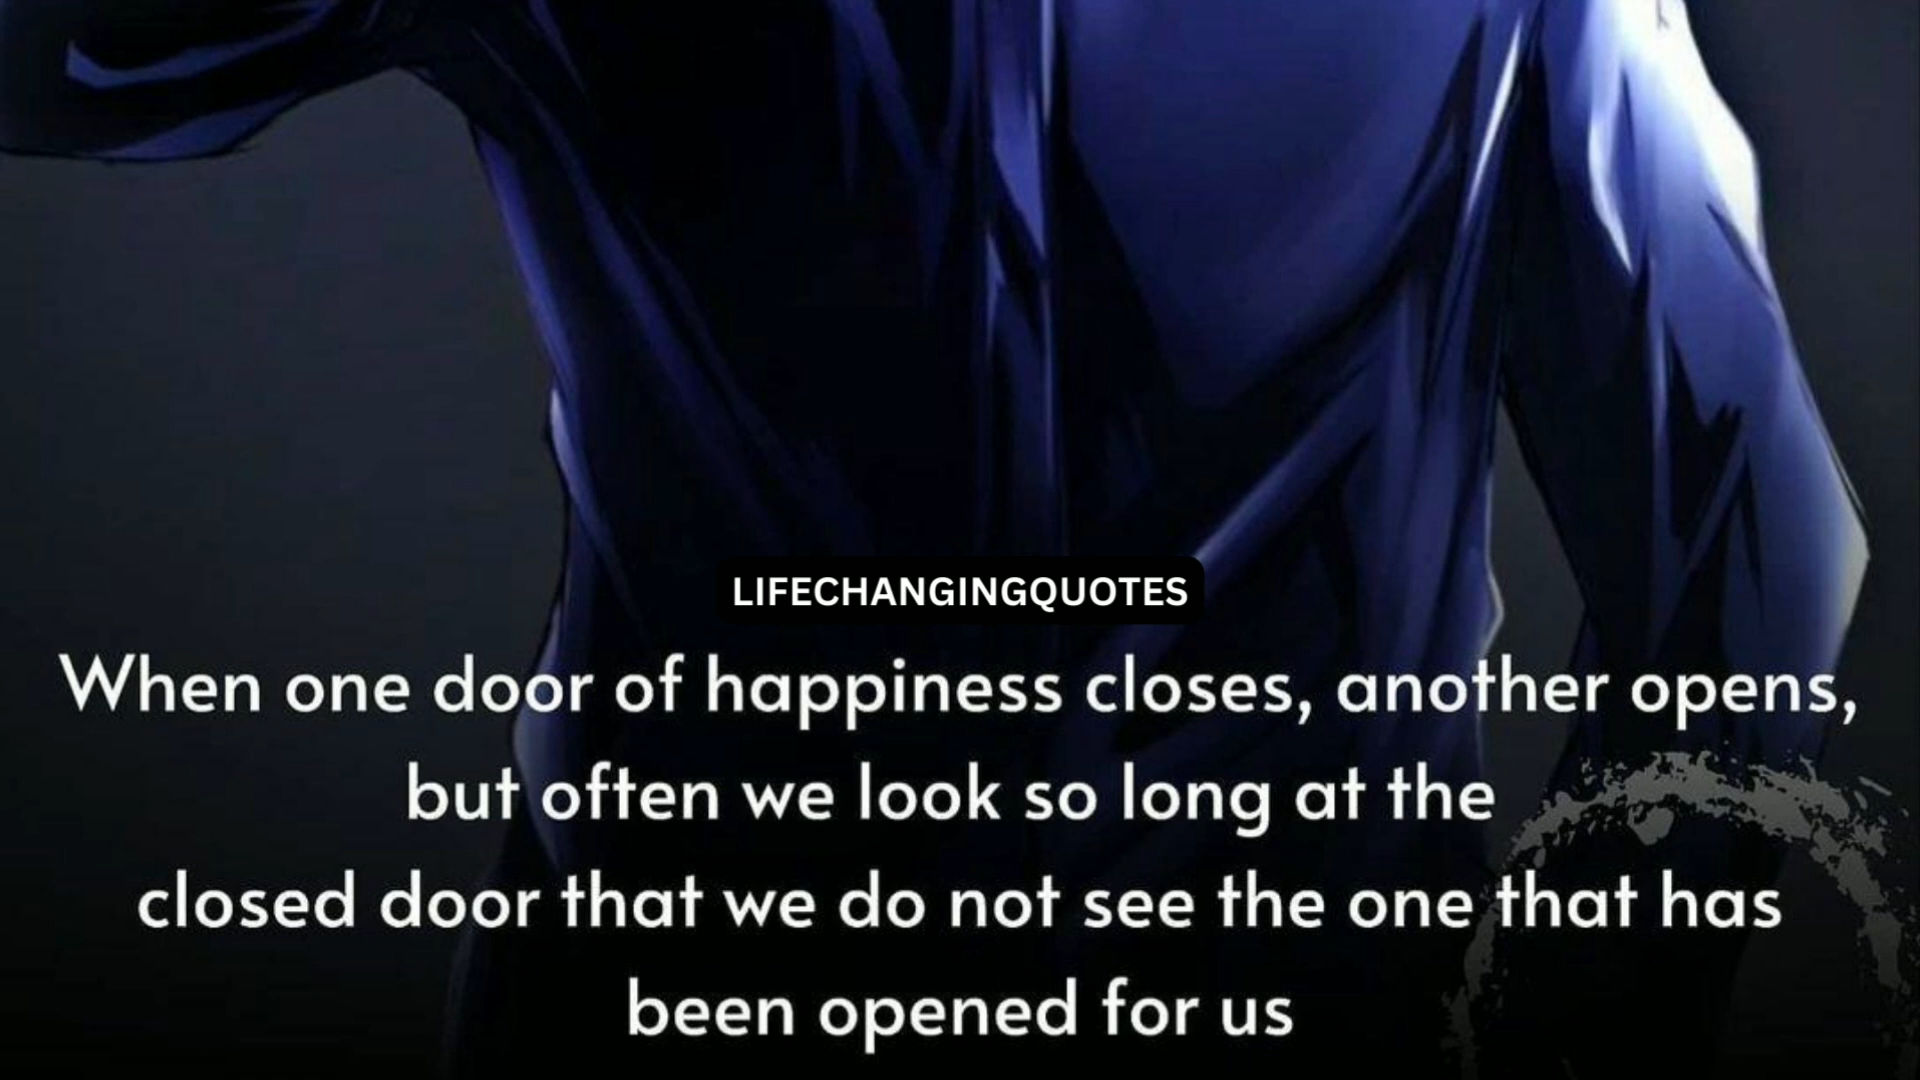 LIFECHANGINGQUOTES
When one door of happiness closes, another opens,
but often we look so long at the
closed door that we do not see the one that has
been opened for us